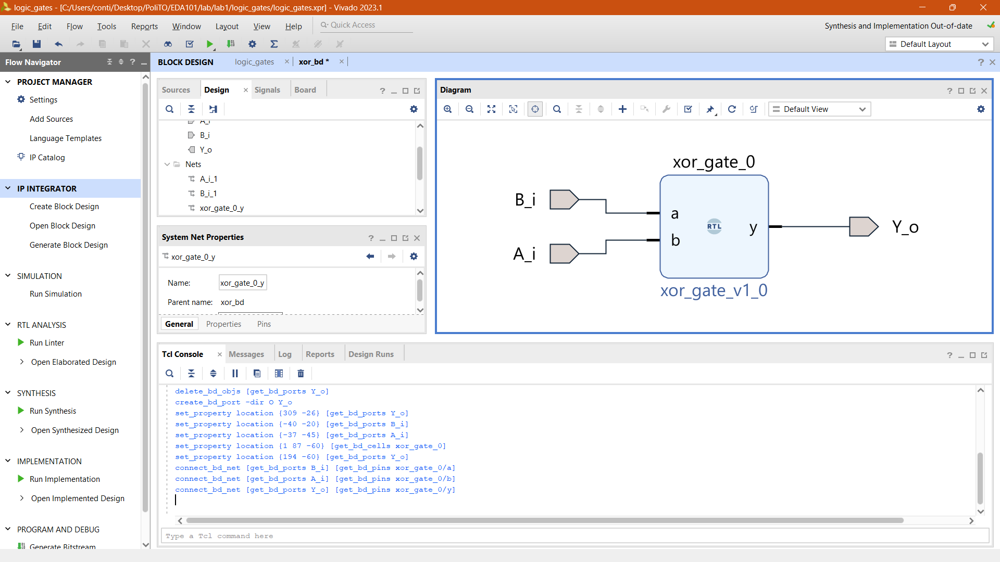 logic_gates - [C:/Users/conti/Desktop/PoliTO/EDA101/lab/lab1/logic_gates/logic_gates.xpr] - Vivado 2023.1
File Edit Flow Tools Reports Window Layout View Help Quick Access
Synthesis and Implementation Out-of-date
Default Layout
Flow Navigator
PROJECT MANAGER
Settings
Add Sources
Language Templates
IP Catalog
IP INTEGRATOR
Create Block Design
Open Block Design
Generate Block Design
SIMULATION
Run Simulation
RTL ANALYSIS
Run Linter
Open Elaborated Design
SYNTHESIS
Run Synthesis
Open Synthesized Design
IMPLEMENTATION
Run Implementation
Open Implemented Design
PROGRAM AND DEBUG
Generate Bitstream
BLOCK DESIGN logic_gates xor_bd *
Sources Design Signals Board
A_i
B_i
Y_o
Nets
A_i_1
B_i_1
xor_gate_0_y
System Net Properties
xor_gate_0_y
Name: xor_gate_0_y
Parent name: xor_bd
General Properties Pins
Diagram
Default View
xor_gate_0
B_i
a
RTL
y
Y_o
A_i
b
xor_gate_v1_0
Tcl Console Messages Log Reports Design Runs
delete_bd_objs [get_bd_ports Y_o]
create_bd_port -dir O Y_o
set_property location {309 -26} [get_bd_ports Y_o]
set_property location {-40 -20} [get_bd_ports B_i]
set_property location {-37 -45} [get_bd_ports A_i]
set_property location {1 87 -60} [get_bd_cells xor_gate_0]
set_property location {194 -60} [get_bd_ports Y_o]
connect_bd_net [get_bd_ports B_i] [get_bd_pins xor_gate_0/a]
connect_bd_net [get_bd_ports A_i] [get_bd_pins xor_gate_0/b]
connect_bd_net [get_bd_ports Y_o] [get_bd_pins xor_gate_0/y]
Type a Tcl command here